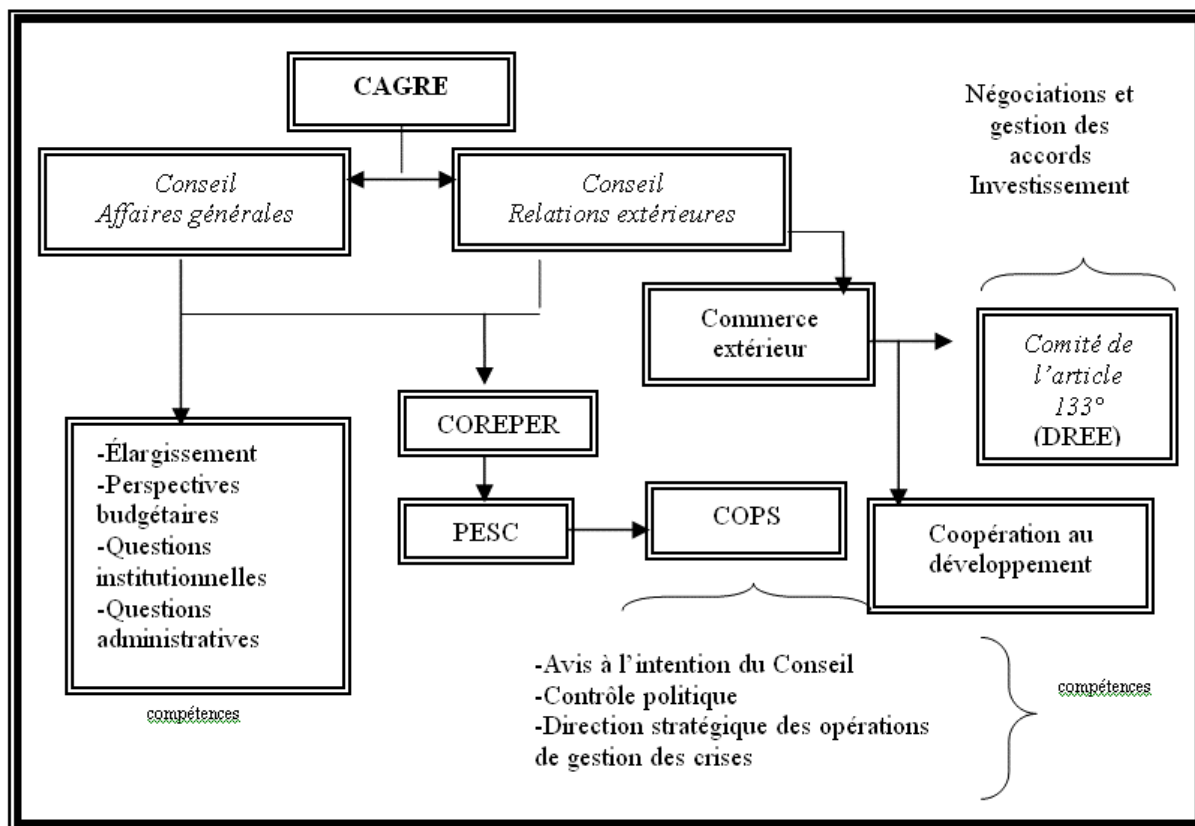 CAGRE
Négociations et
gestion des
accords
Investissement
Conseil
Affaires générales
Conseil
Relations extérieures
Commerce
extérieur
Comité de
l’article
133°
(DREE)
COREPER
-Élargissement
-Perspectives
budgétaires
-Questions
institutionnelles
-Questions
administratives
PESC
COPS
Coopération au
développement
-Avis à l’intention du Conseil
-Contrôle politique
-Direction stratégique des opérations
de gestion des crises
compétences
compétences